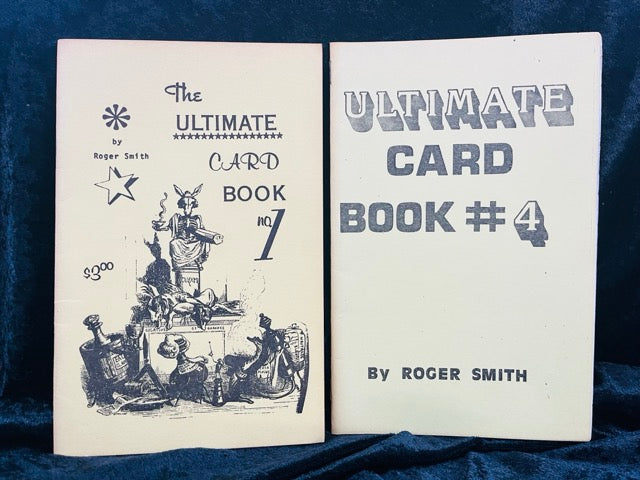 The
ULTIMATE
CARD
BOOK
no. 1
by
Roger Smith
$3.00
ULTIMATE
CARD
BOOK # 4
By ROGER SMITH